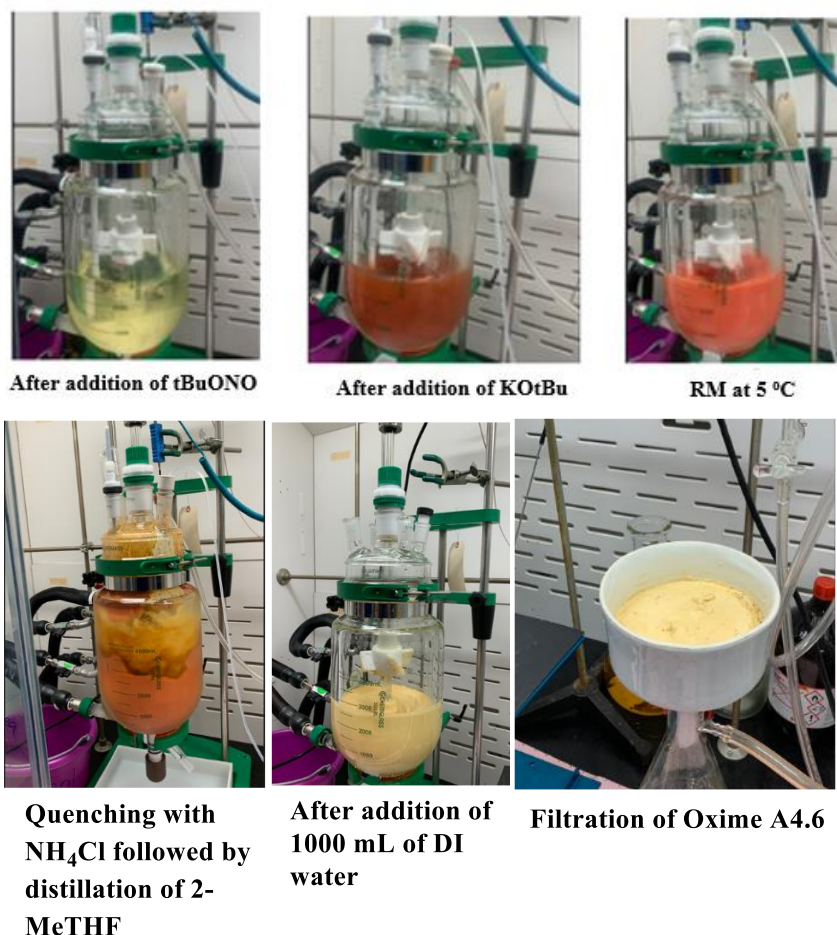 After addition of tBuONO
After addition of KOtBu
RM at 5 ⁰C
Quenching with
NH₄Cl followed by
distillation of 2-
MeTHF
After addition of
1000 mL of DI
water
Filtration of Oxime A4.6